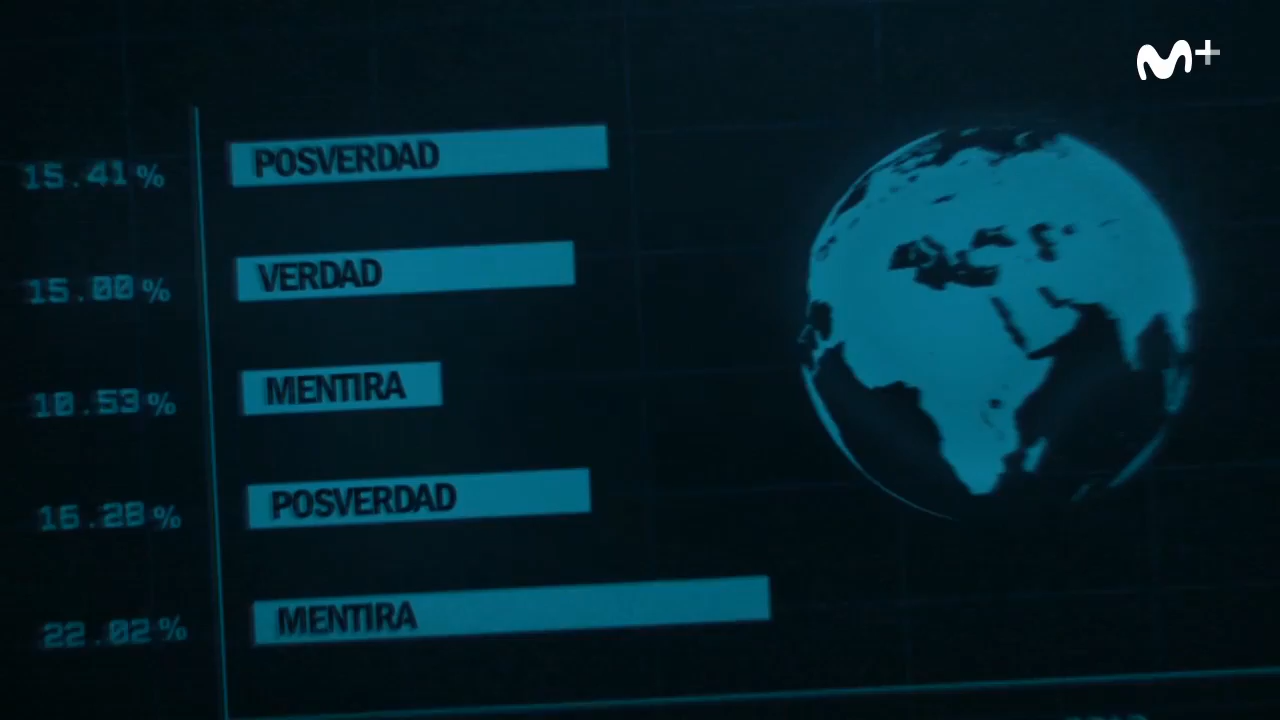 M+
15.41% POSVERDAD
15.00% VERDAD
10.53% MENTIRA
16.28% POSVERDAD
22.02% MENTIRA